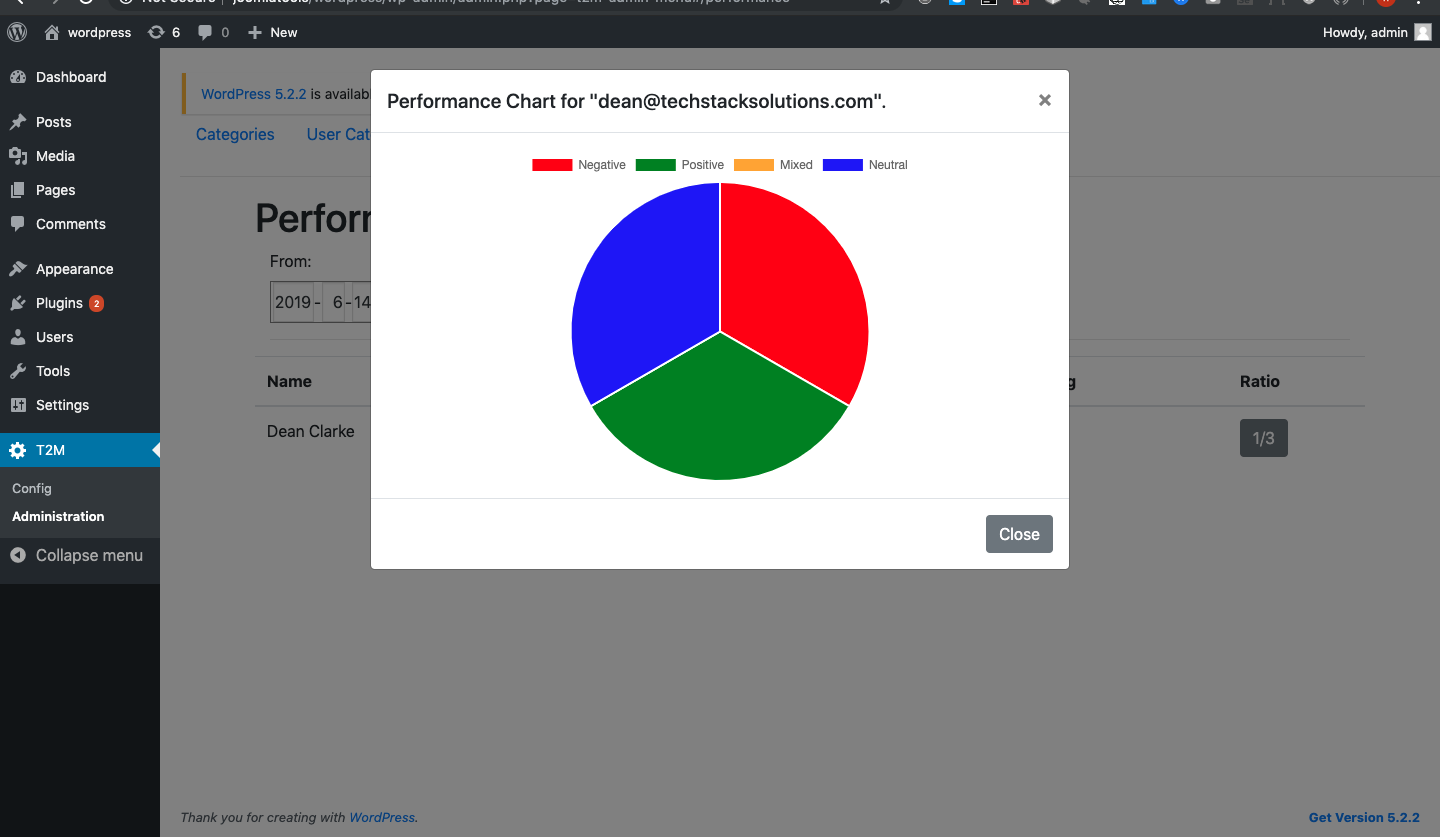 wordpress 6 0 New Howdy, admin
Dashboard
Posts
Media
Pages
Comments
Appearance
Plugins 2
Users
Tools
Settings
T2M
Config
Administration
Collapse menu
WordPress 5.2.2 is availab
Categories User Cat
Perfor
From:
2019 - 6 - 14
Name g Ratio
Dean Clarke 1/3
Performance Chart for "dean@techstacksolutions.com". ×
Negative Positive Mixed Neutral
Close
Thank you for creating with WordPress. Get Version 5.2.2